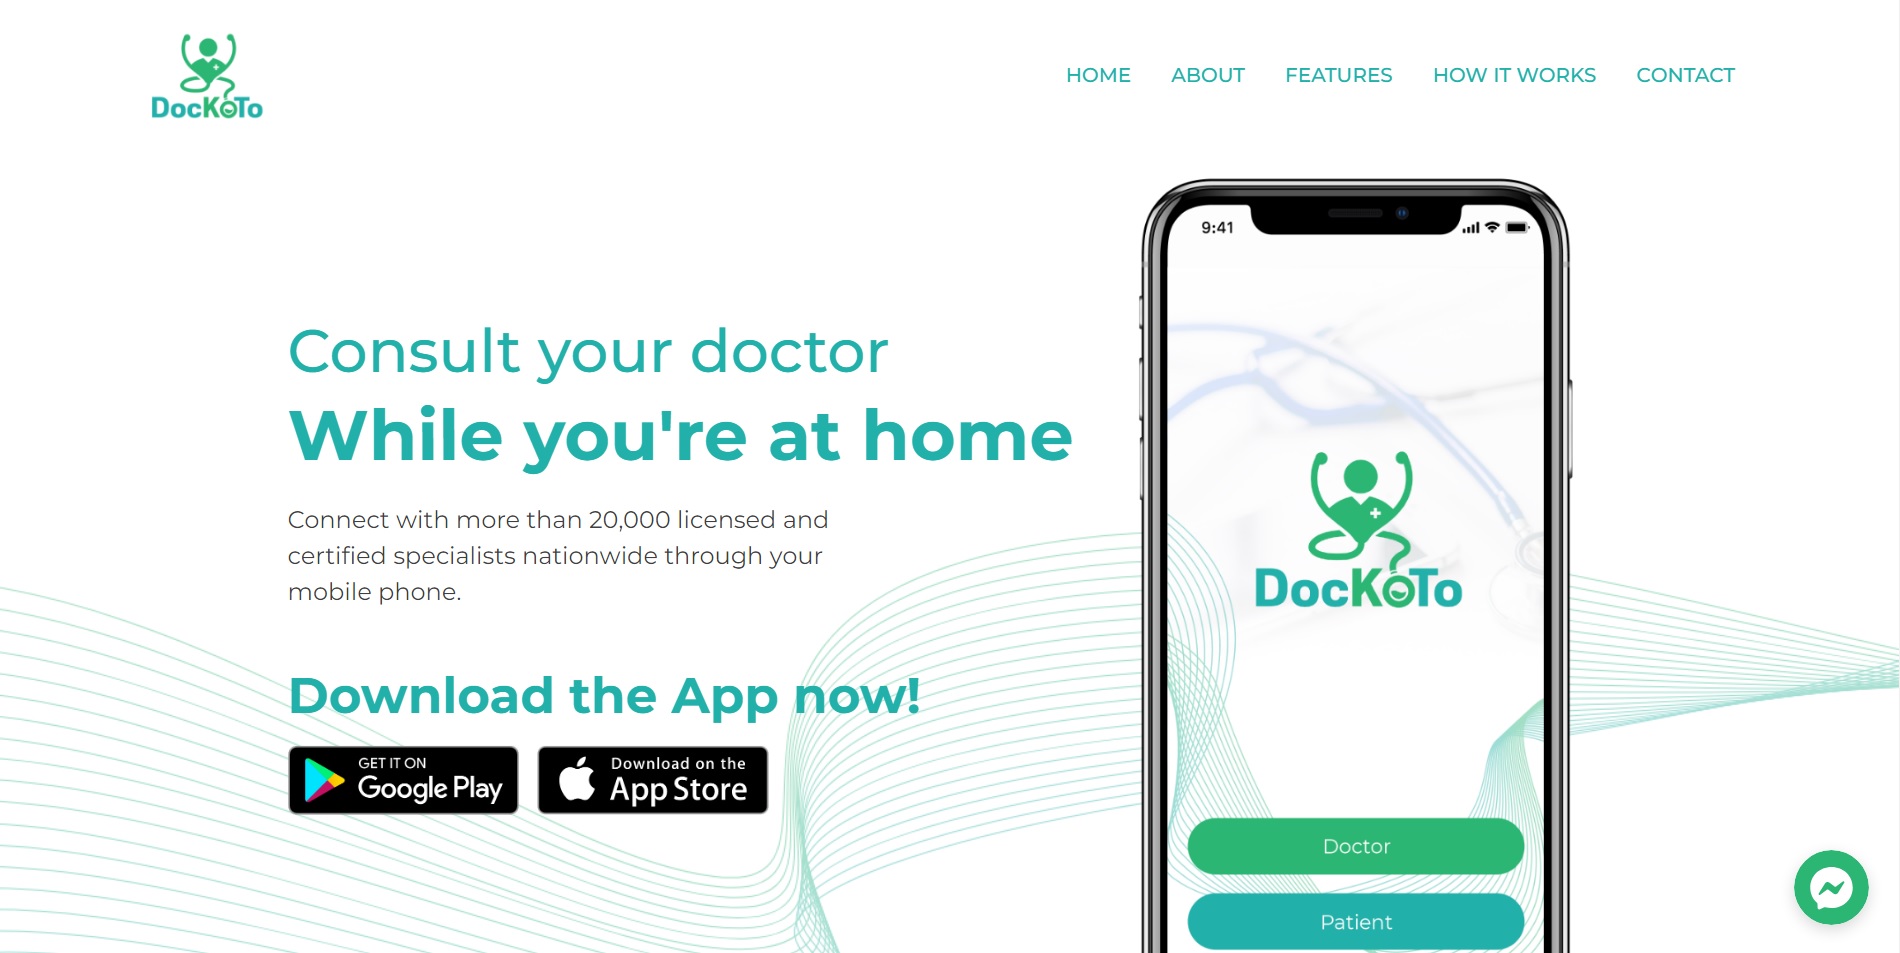 DocKoTo
HOME ABOUT FEATURES HOW IT WORKS CONTACT
Consult your doctor
While you're at home
Connect with more than 20,000 licensed and
certified specialists nationwide through your
mobile phone.
Download the App now!
GET IT ON
Google Play
Download on the
App Store
9:41
DocKoTo
Doctor
Patient